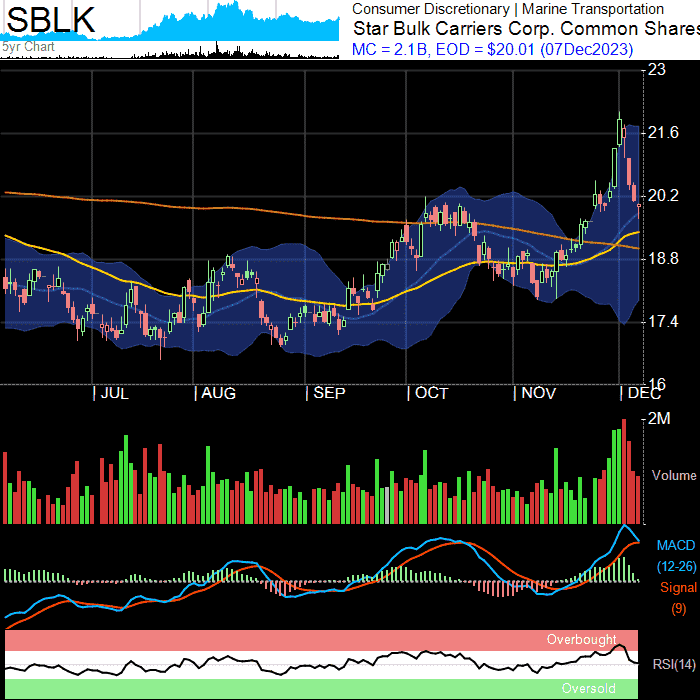 SBLK
5yr Chart
Consumer Discretionary | Marine Transportation
Star Bulk Carriers Corp. Common Shares
MC = 2.1B, EOD = $20.01 (07Dec2023)
23
21.6
20.2
18.8
17.4
16
JUL
AUG
SEP
OCT
NOV
DEC
2M
Volume
MACD
(12-26)
Signal
(9)
Overbought
RSI(14)
Oversold